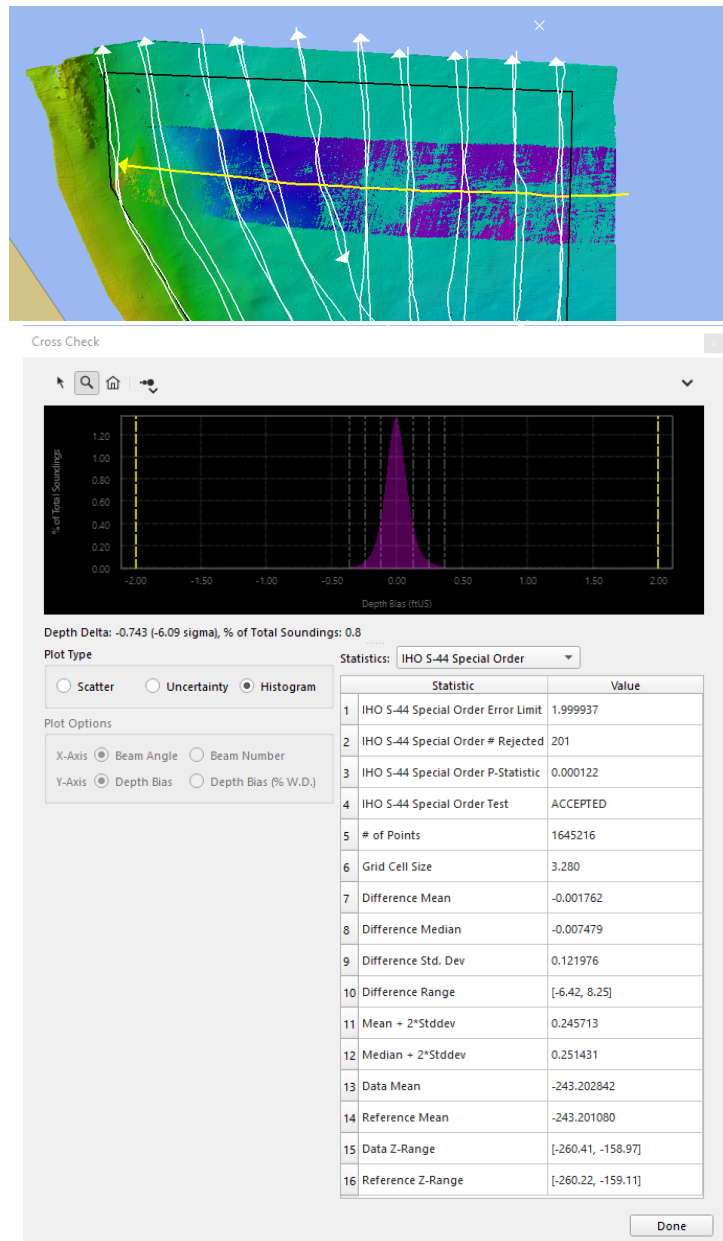 Cross Check
x
1.20
1.00
0.80
0.60
0.40
0.20
0.00
% of Total Soundings
-2.00 -1.50 -1.00 -0.50 0.00 0.50 1.00 1.50 2.00
Depth Bias (ftUS)
Depth Delta: -0.743 (-6.09 sigma), % of Total Soundings: 0.8
Plot Type
Scatter Uncertainty Histogram
Plot Options
X-Axis Beam Angle Beam Number
Y-Axis Depth Bias Depth Bias (% W.D.)
Statistics: IHO S-44 Special Order
Statistic Value
1 IHO S-44 Special Order Error Limit 1.999937
2 IHO S-44 Special Order # Rejected 201
3 IHO S-44 Special Order P-Statistic 0.000122
4 IHO S-44 Special Order Test ACCEPTED
5 # of Points 1645216
6 Grid Cell Size 3.280
7 Difference Mean -0.001762
8 Difference Median -0.007479
9 Difference Std. Dev 0.121976
10 Difference Range [-6.42, 8.25]
11 Mean + 2*Stddev 0.245713
12 Median + 2*Stddev 0.251431
13 Data Mean -243.202842
14 Reference Mean -243.201080
15 Data Z-Range [-260.41, -158.97]
16 Reference Z-Range [-260.22, -159.11]
Done